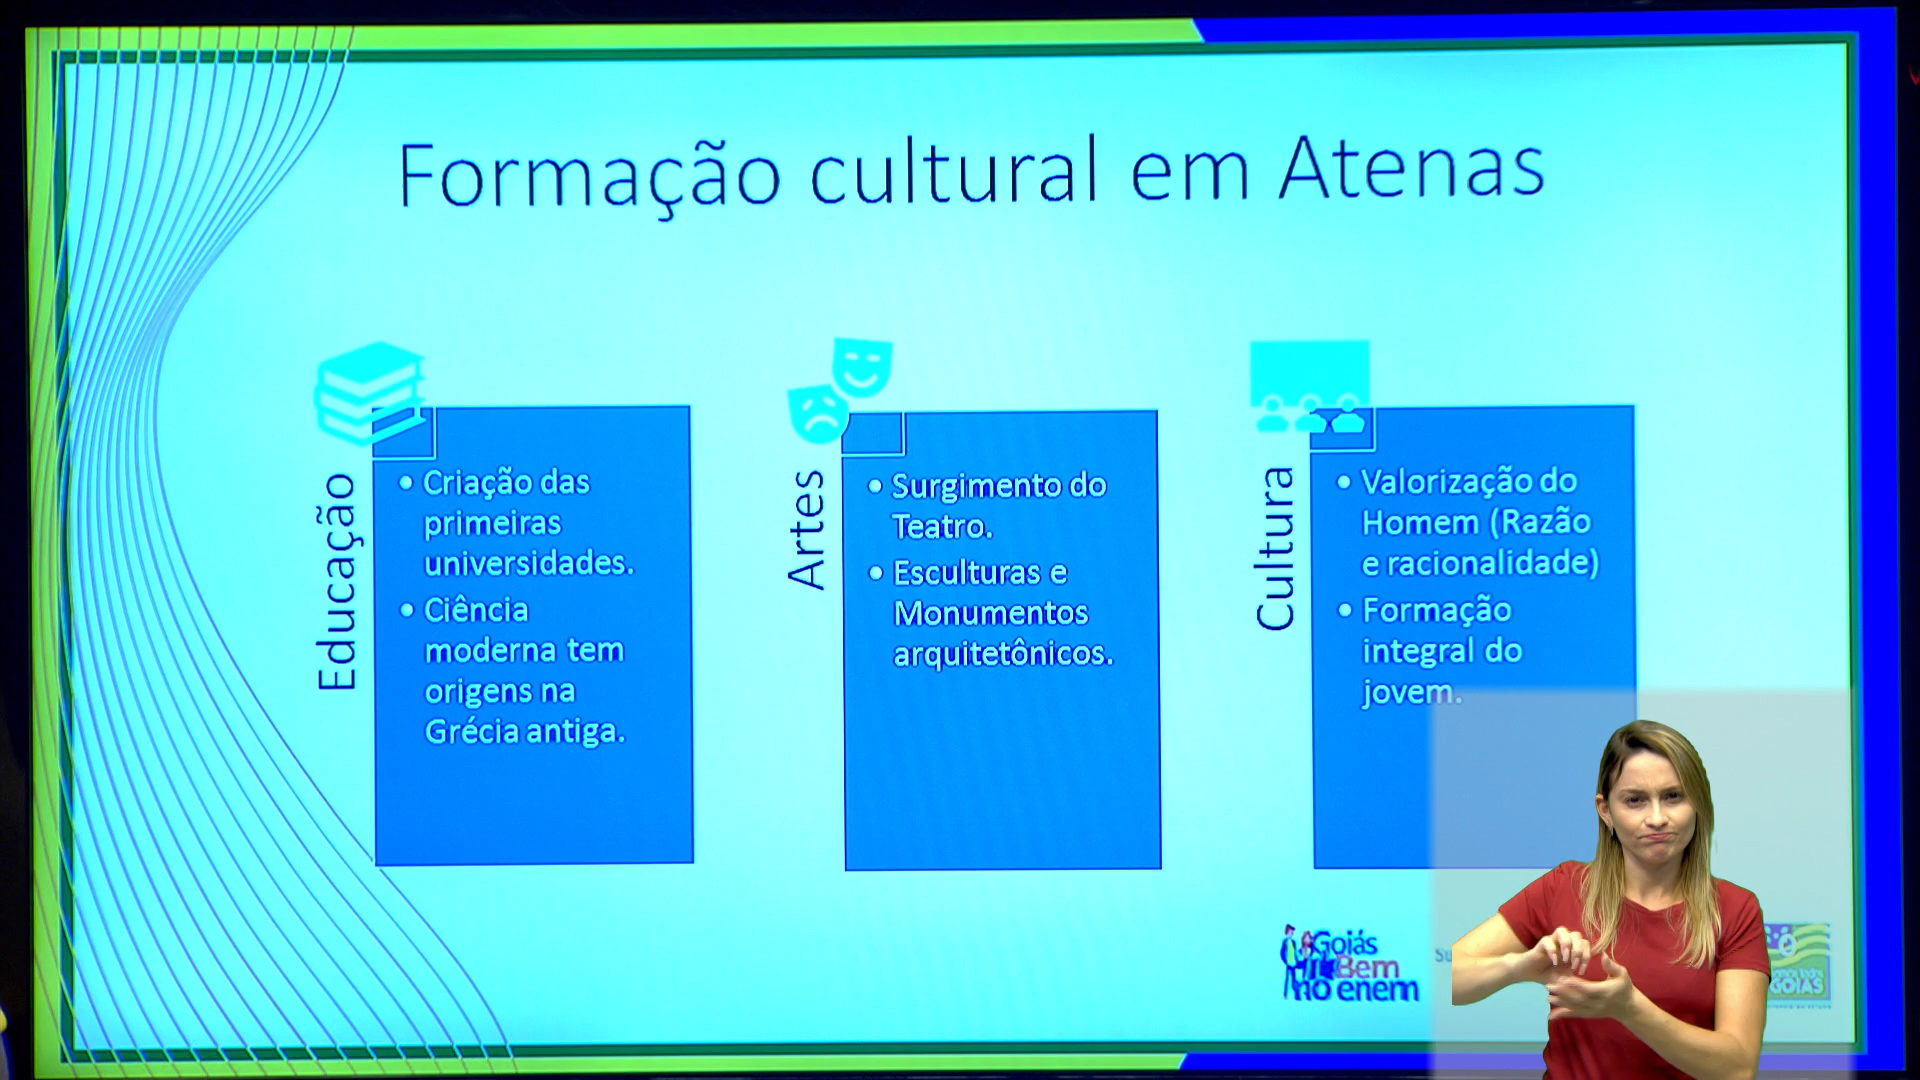 Formação cultural em Atenas
Educação
• Criação das
primeiras
universidades.
• Ciência
moderna tem
origens na
Grécia antiga.
Artes
• Surgimento do
Teatro.
• Esculturas e
Monumentos
arquitetônicos.
Cultura
• Valorização do
Homem (Razão
e racionalidade)
• Formação
integral do
jovem.
Goiás
Bem
no enem
GOIÁS